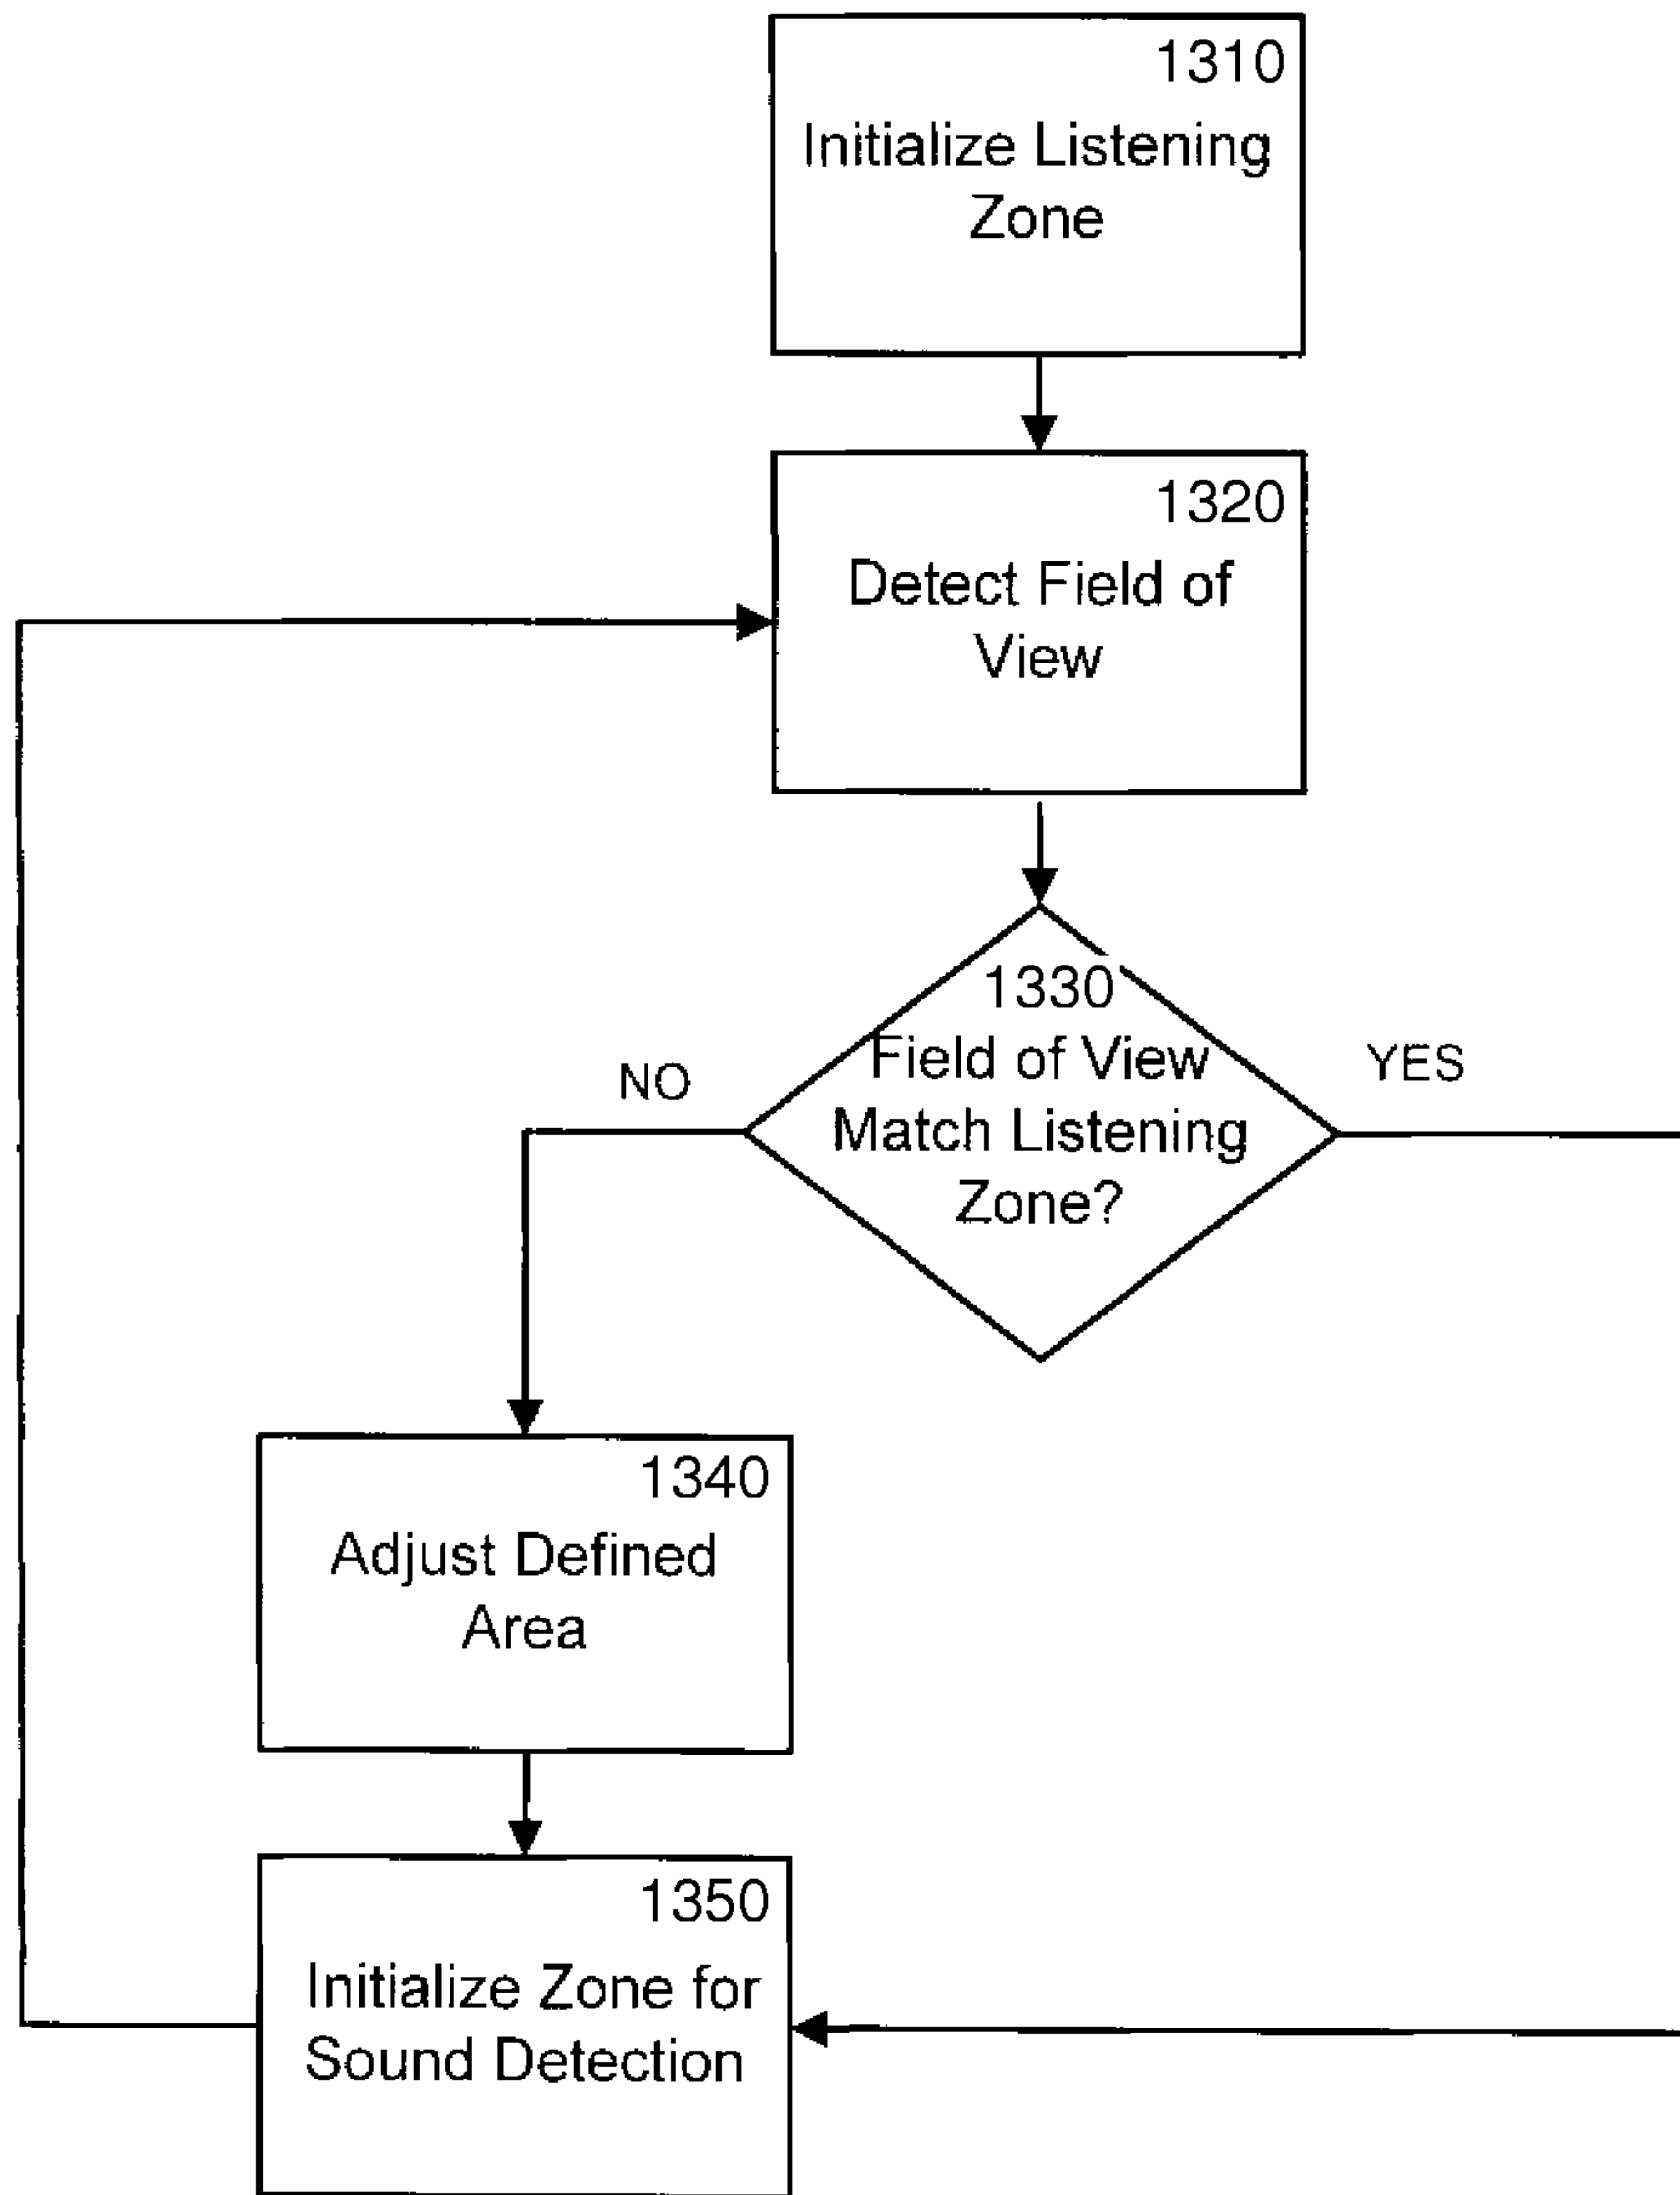 1310
Initialize Listening
Zone
1320
Detect Field of
View
1330
Field of View
Match Listening
Zone?
NO
YES
1340
Adjust Defined
Area
1350
Initialize Zone for
Sound Detection